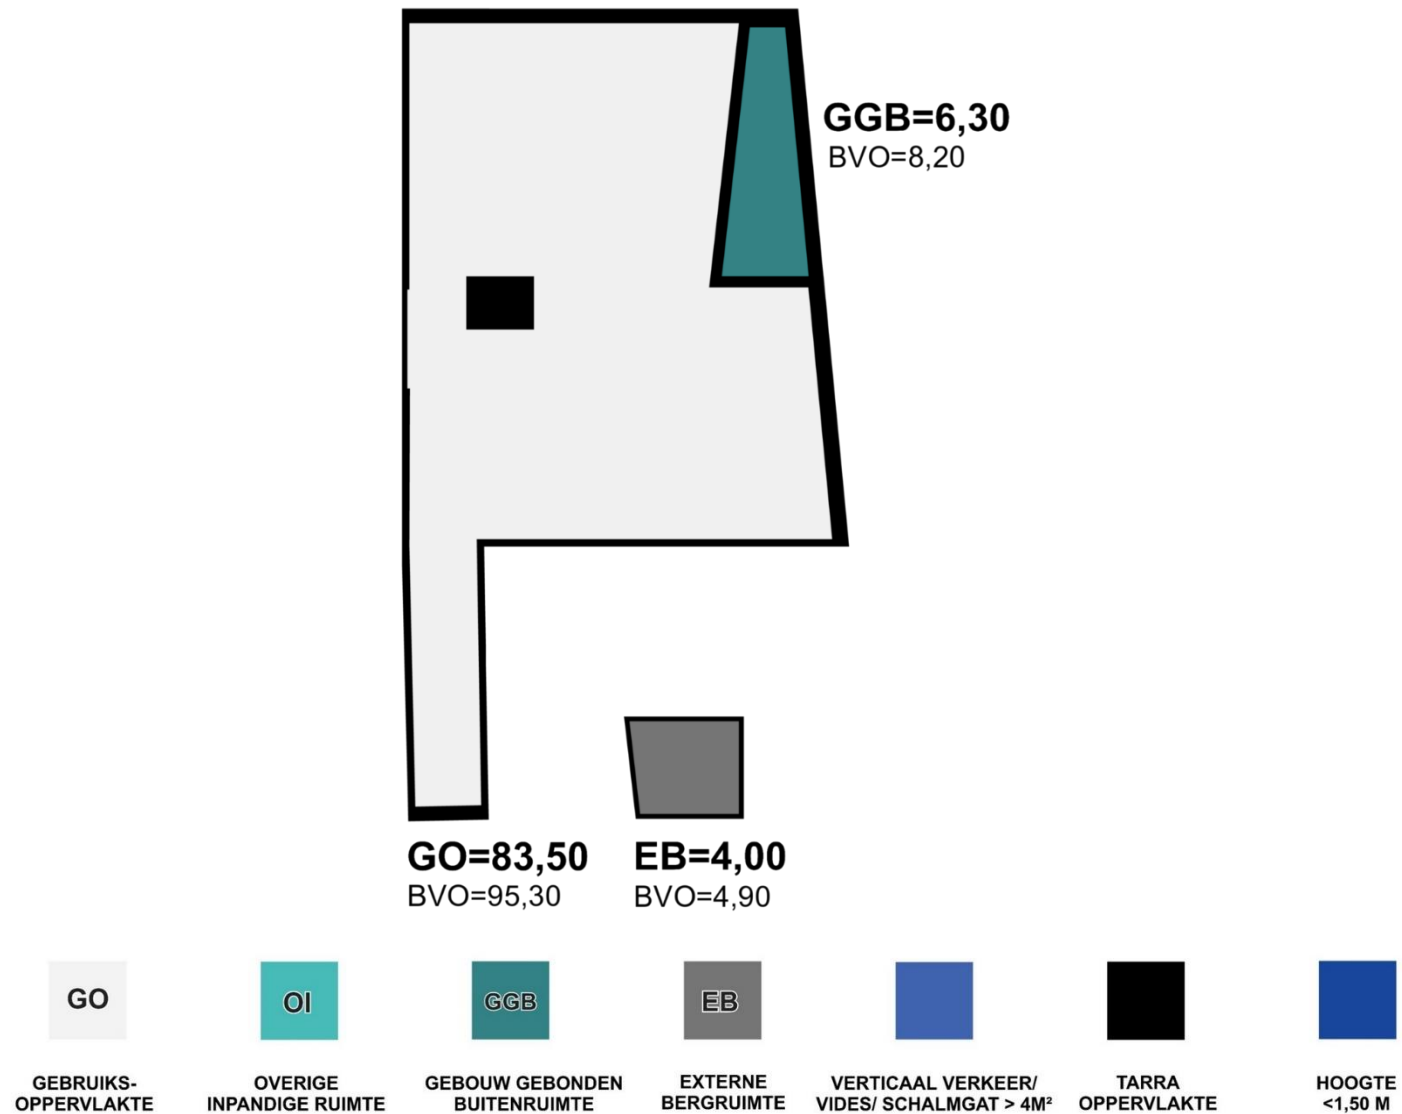 GGB=6,30
BVO=8,20
GO=83,50
BVO=95,30
EB=4,00
BVO=4,90
GO
OI
GGB
EB
GEBRUIKS-
OPPERVLAKTE
OVERIGE
INPANDIGE RUIMTE
GEBOUW GEBONDEN
BUITENRUIMTE
EXTERNE
BERGRUIMTE
VERTICAAL VERKEER/
VIDES/ SCHALMGAT > 4M²
TARRA
OPPERVLAKTE
HOOGTE
<1,50 M